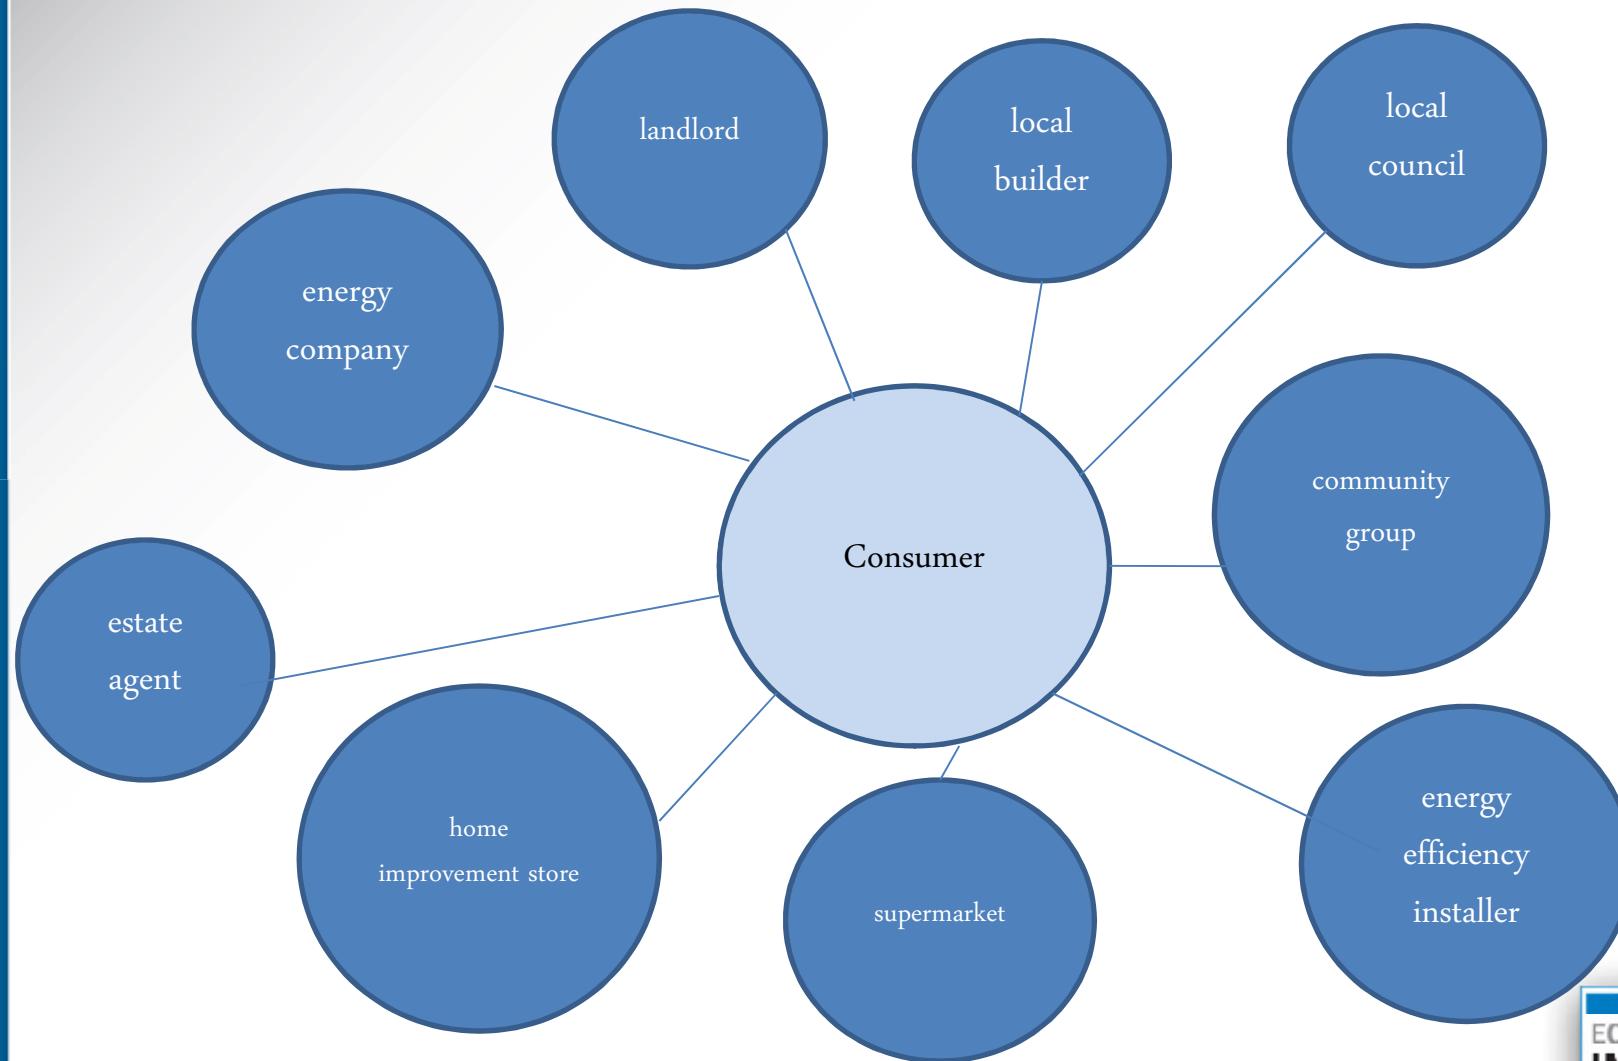 landlord
local
builder
local
council
energy
company
community
group
Consumer
estate
agent
home
improvement store
supermarket
energy
efficiency
installer